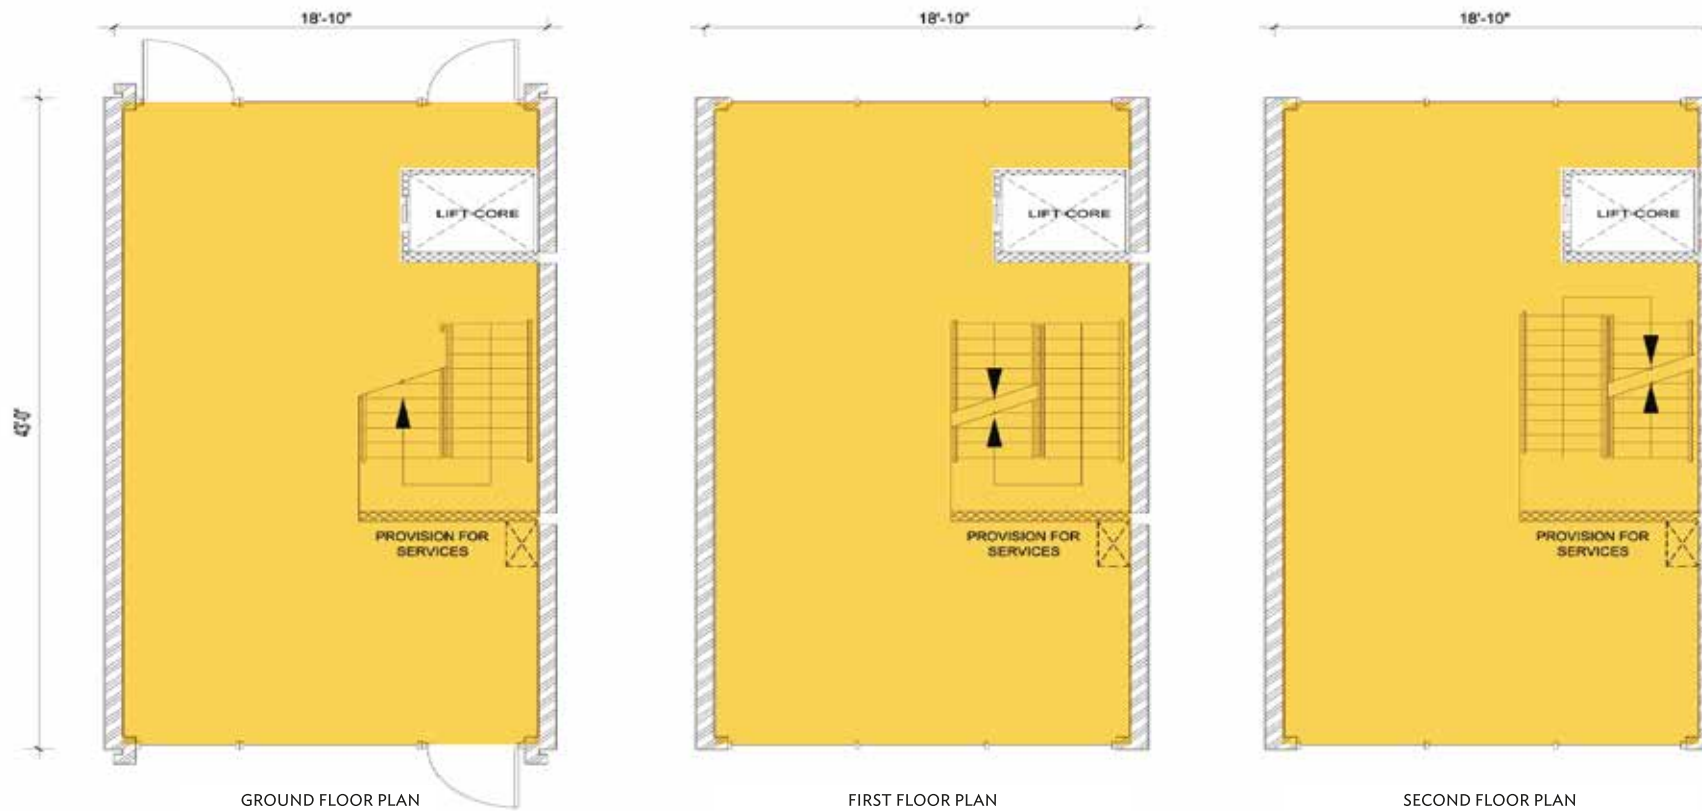 18'-10"
18'-10"
18'-10"
43'-0"
LIFT CORE
LIFT CORE
LIFT CORE
PROVISION FOR
SERVICES
PROVISION FOR
SERVICES
PROVISION FOR
SERVICES
GROUND FLOOR PLAN
FIRST FLOOR PLAN
SECOND FLOOR PLAN